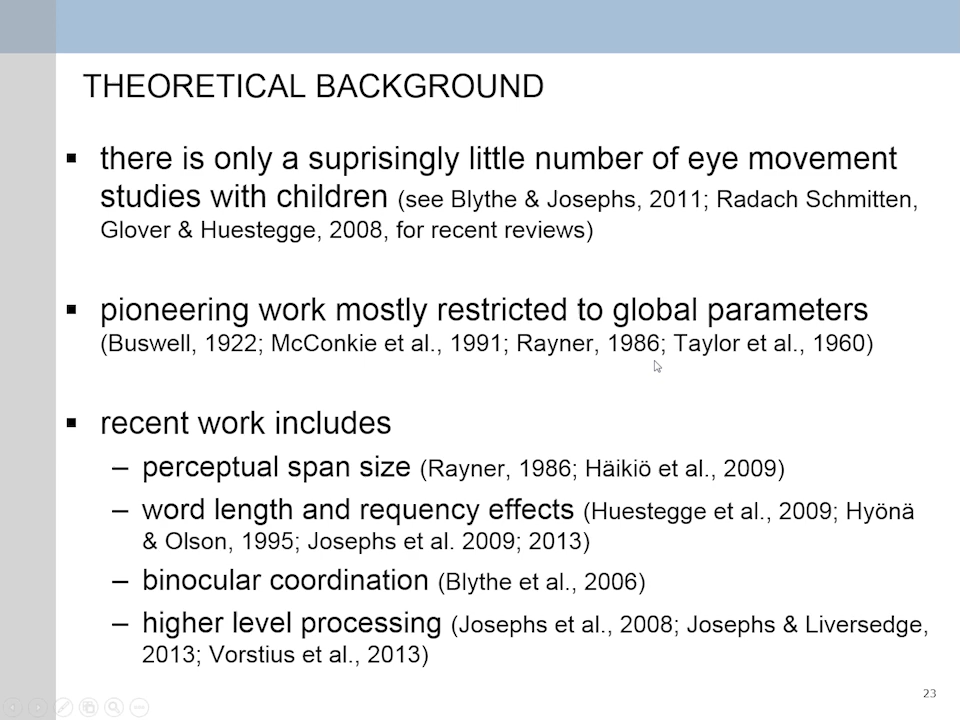 THEORETICAL BACKGROUND
▪ there is only a suprisingly little number of eye movement
studies with children (see Blythe & Josephs, 2011; Radach Schmitten,
Glover & Huestegge, 2008, for recent reviews)
▪ pioneering work mostly restricted to global parameters
(Buswell, 1922; McConkie et al., 1991; Rayner, 1986; Taylor et al., 1960)
▪ recent work includes
– perceptual span size (Rayner, 1986; Häikiö et al., 2009)
– word length and requency effects (Huestegge et al., 2009; Hyönä
& Olson, 1995; Josephs et al. 2009; 2013)
– binocular coordination (Blythe et al., 2006)
– higher level processing (Josephs et al., 2008; Josephs & Liversedge,
2013; Vorstius et al., 2013)
23